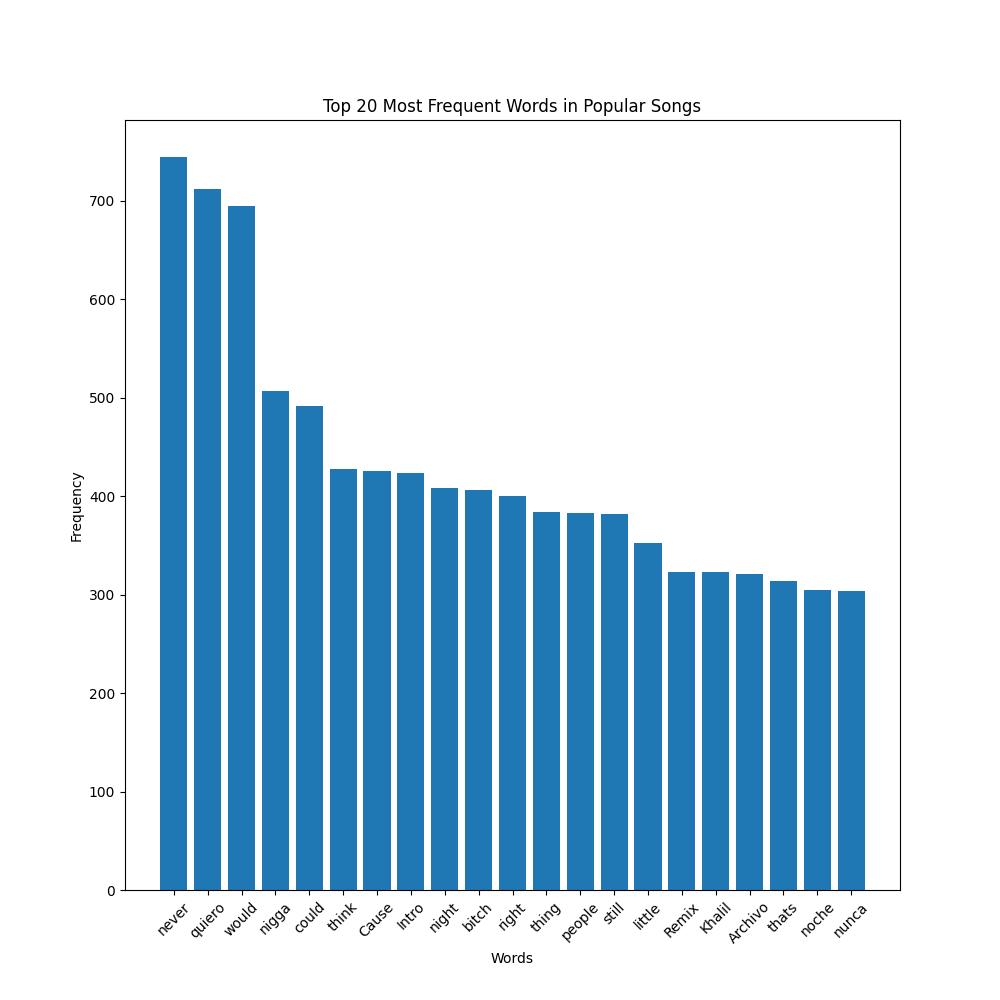 Top 20 Most Frequent Words in Popular Songs
700
600
500
400
300
200
100
0
Frequency
never
quiero
would
nigga
could
think
Cause
Intro
night
bitch
right
thing
people
still
little
Remix
Khalil
Archivo
thats
noche
nunca
Words